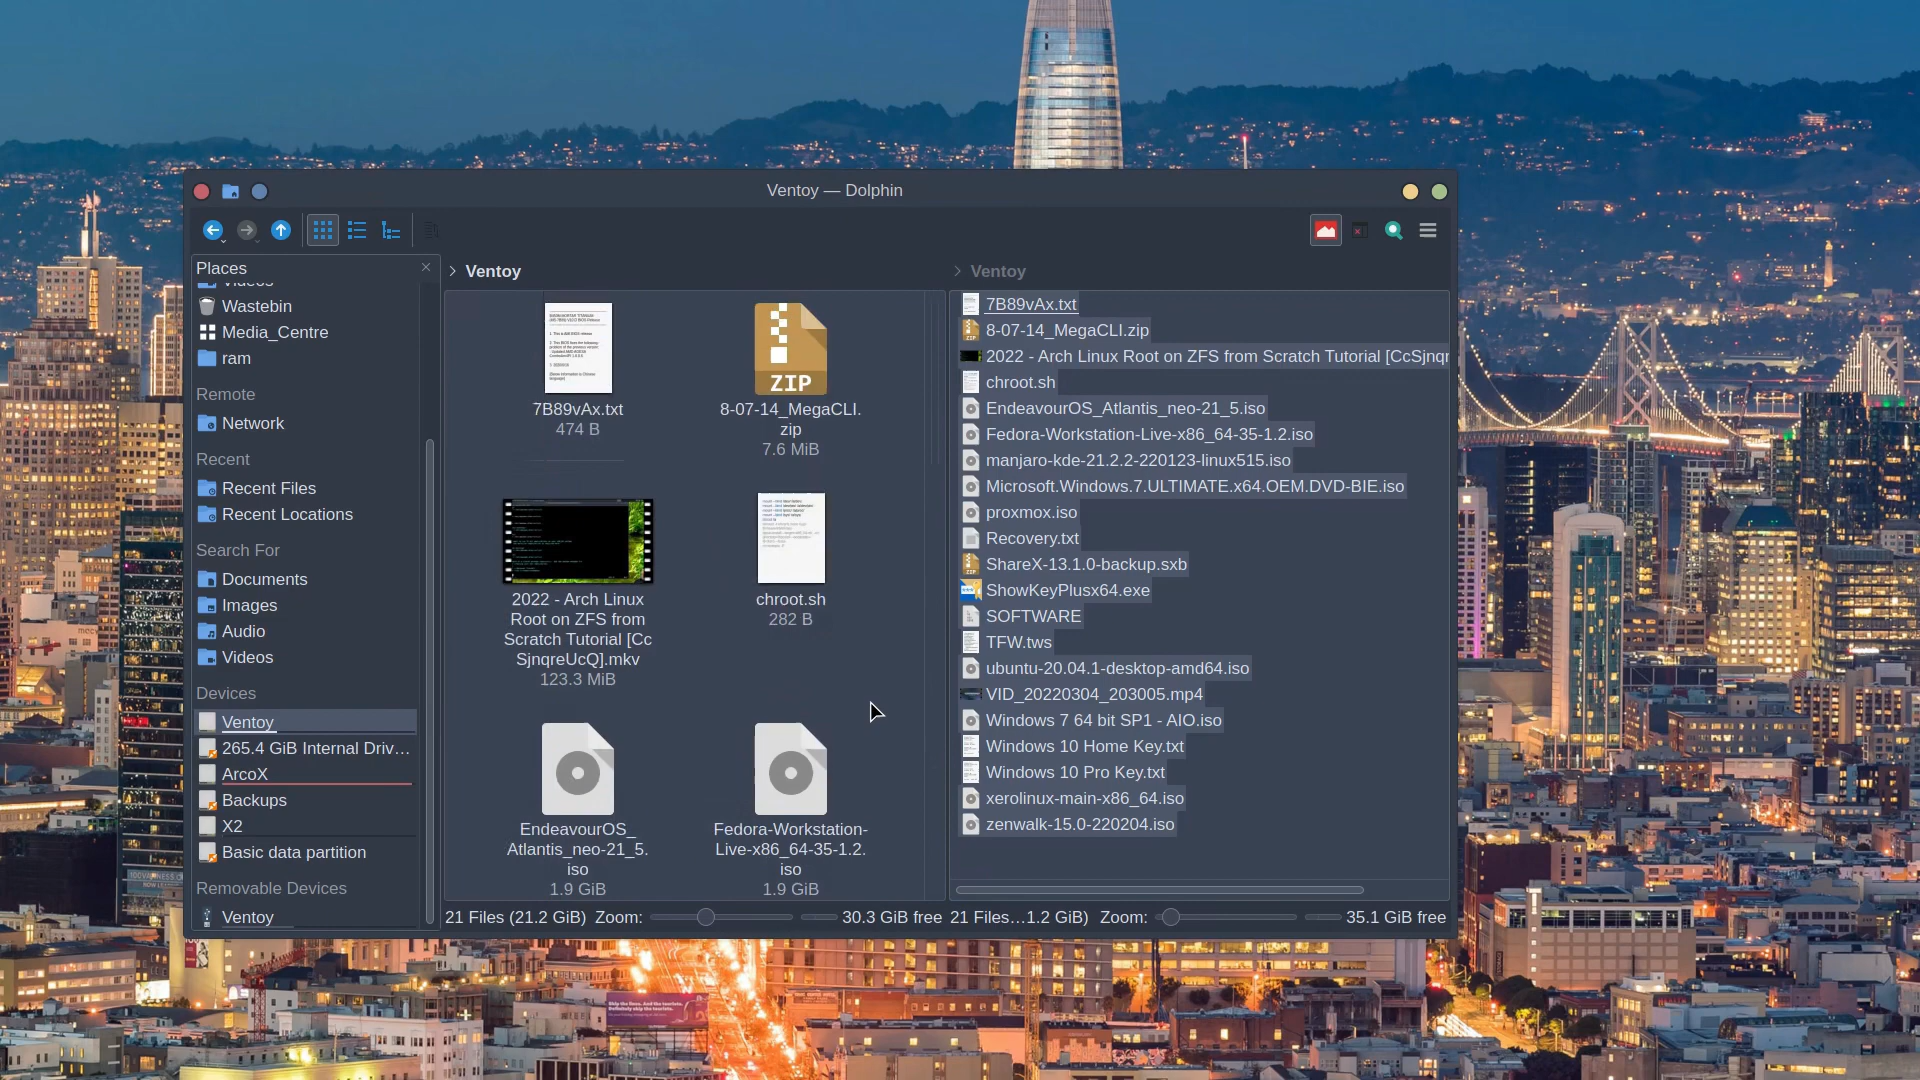 Ventoy — Dolphin
Places
Videos
Wastebin
Media_Centre
ram
Remote
Network
Recent
Recent Files
Recent Locations
Search For
Documents
Images
Audio
Videos
Devices
Ventoy
265.4 GiB Internal Driv…
ArcoX
Backups
X2
Basic data partition
Removable Devices
Ventoy
Ventoy
7B89vAx.txt
474 B
ZIP
8-07-14_MegaCLI.
zip
7.6 MiB
2022 - Arch Linux
Root on ZFS from
Scratch Tutorial [Cc
SjnqreUcQ].mkv
123.3 MiB
chroot.sh
282 B
EndeavourOS_
Atlantis_neo-21_5.
iso
1.9 GiB
Fedora-Workstation-
Live-x86_64-35-1.2.
iso
1.9 GiB
21 Files (21.2 GiB) Zoom: 30.3 GiB free
Ventoy
7B89vAx.txt
8-07-14_MegaCLI.zip
2022 - Arch Linux Root on ZFS from Scratch Tutorial [CcSjnqr
chroot.sh
EndeavourOS_Atlantis_neo-21_5.iso
Fedora-Workstation-Live-x86_64-35-1.2.iso
manjaro-kde-21.2.2-220123-linux515.iso
Microsoft.Windows.7.ULTIMATE.x64.OEM.DVD-BIE.iso
proxmox.iso
Recovery.txt
ShareX-13.1.0-backup.sxb
ShowKeyPlusx64.exe
SOFTWARE
TFW.tws
ubuntu-20.04.1-desktop-amd64.iso
VID_20220304_203005.mp4
Windows 7 64 bit SP1 - AIO.iso
Windows 10 Home Key.txt
Windows 10 Pro Key.txt
xerolinux-main-x86_64.iso
zenwalk-15.0-220204.iso
21 Files…1.2 GiB) Zoom: 35.1 GiB free